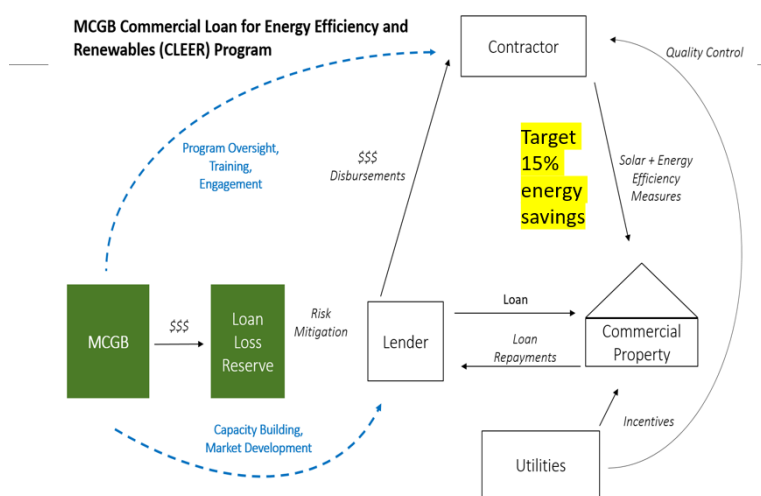 MCGB Commercial Loan for Energy Efficiency and
Renewables (CLEER) Program
Contractor
Quality Control
Program Oversight,
Training,
Engagement
$$$
Disbursements
Target
15%
energy
savings
Solar + Energy
Efficiency
Measures
MCGB
$$$
Loan
Loss
Reserve
Risk
Mitigation
Lender
Loan
Loan
Repayments
Commercial
Property
Capacity Building,
Market Development
Incentives
Utilities